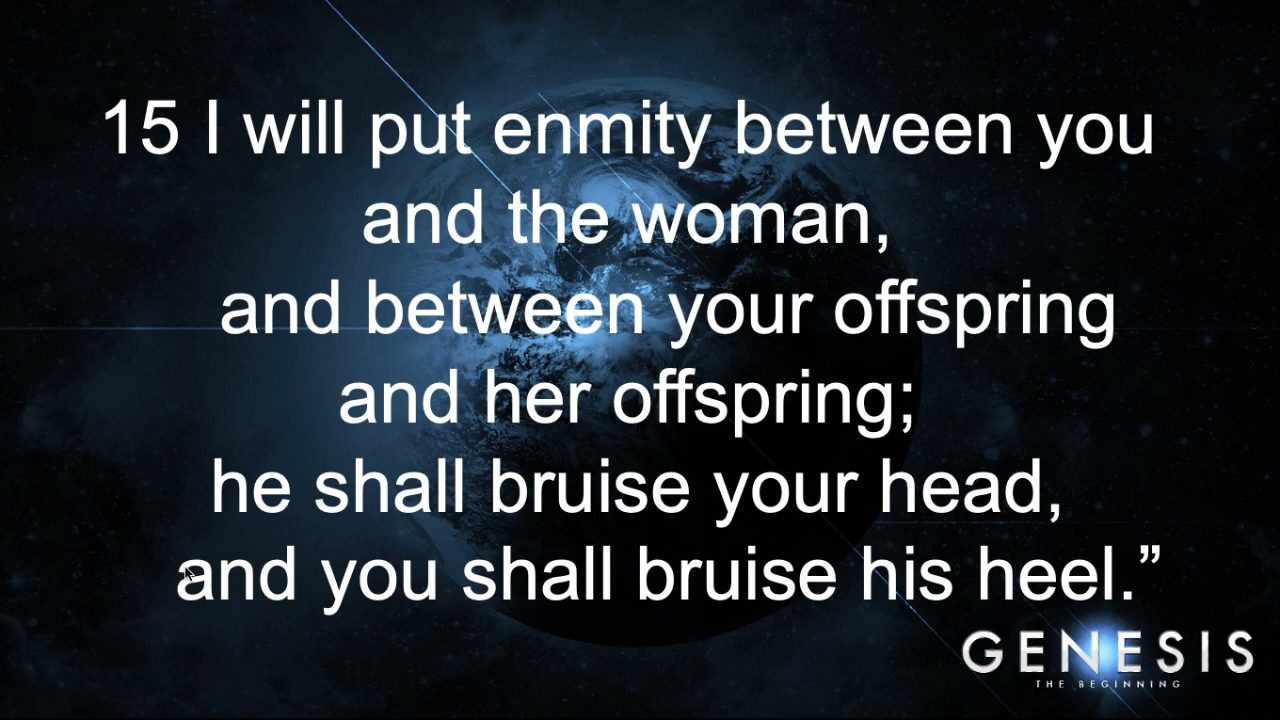 15 I will put enmity between you
and the woman,
and between your offspring
and her offspring;
he shall bruise your head,
and you shall bruise his heel.”
GENESIS
THE BEGINNING